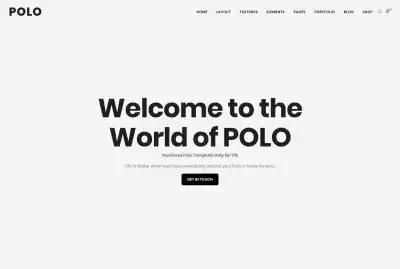 POLO
HOME LAYOUT FEATURES ELEMENTS PAGES PORTFOLIO BLOG SHOP
Welcome to the
World of POLO
Purchase Polo Template Only for 17$
GET IN TOUCH